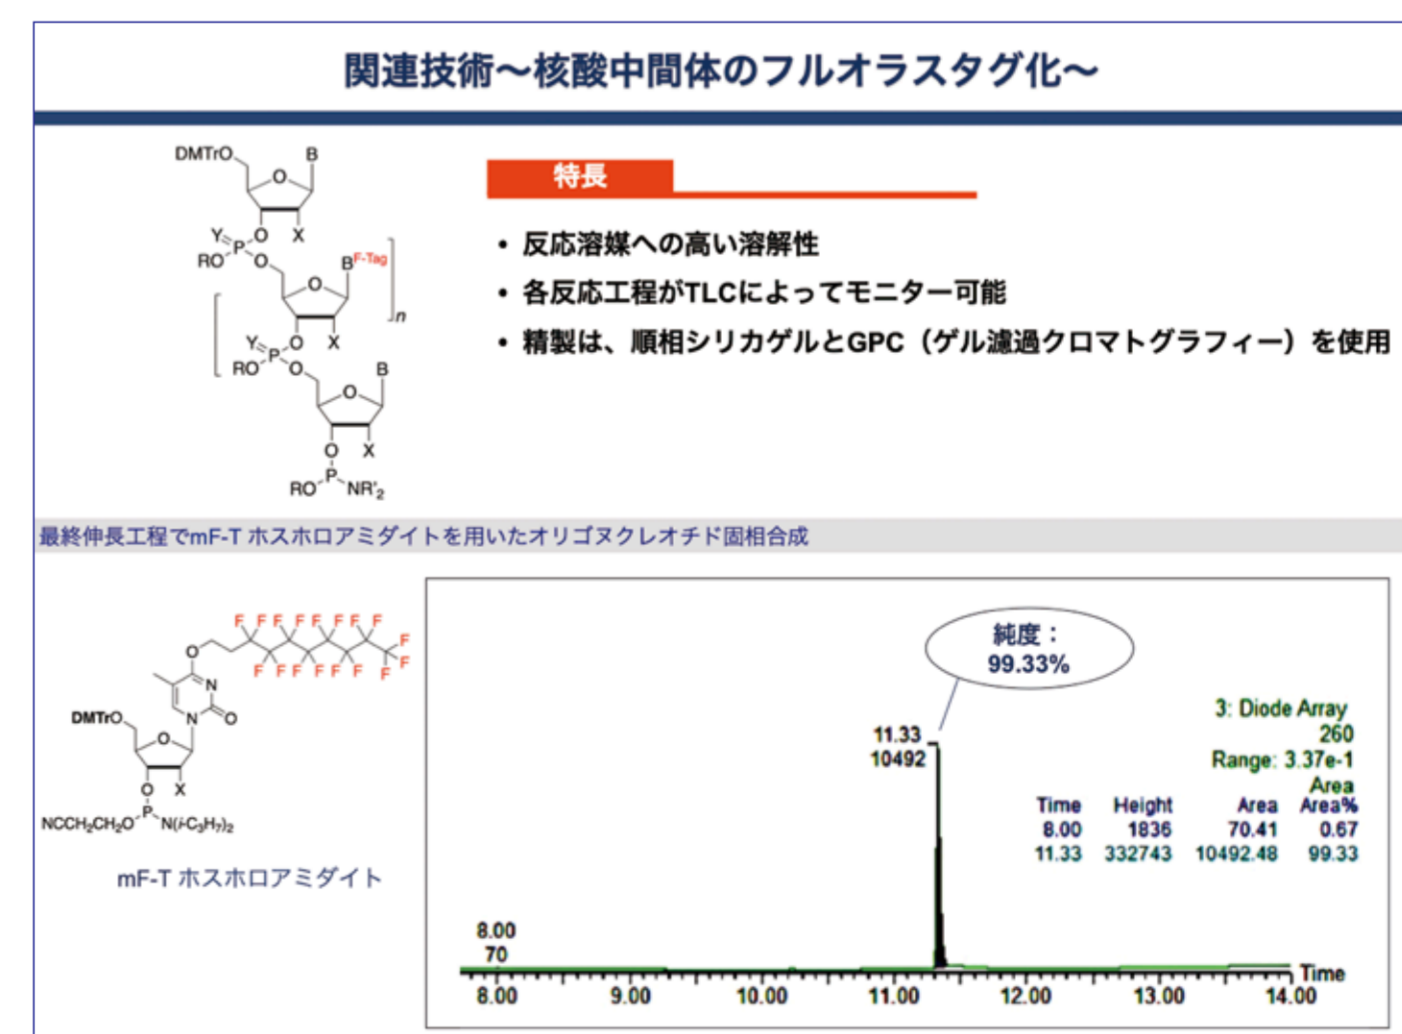 関連技術〜核酸中間体のフルオラスタグ化〜
DMTrO
B
O
O
X
Y
P
RO
O
B F-Tag
O
n
O
X
Y
P
RO
O
B
O
O
X
RO
P
NR'2
特長
• 反応溶媒への高い溶解性
• 各反応工程がTLCによってモニター可能
• 精製は、順相シリカゲルとGPC（ゲル濾過クロマトグラフィー）を使用
最終伸長工程でmF-T ホスホロアミダイトを用いたオリゴヌクレオチド固相合成
F F F F F F F F
F
F
F F F F F F F
O
N
N
O
DMTrO
O
O
X
P
NCCH2CH2O
N(i-C3H7)2
mF-T ホスホロアミダイト
純度：
99.33%
11.33
10492
3: Diode Array
260
Range: 3.37e-1
Area
Time Height Area Area%
8.00 1836 70.41 0.67
11.33 332743 10492.48 99.33
8.00
70
Time
8.00 9.00 10.00 11.00 12.00 13.00 14.00